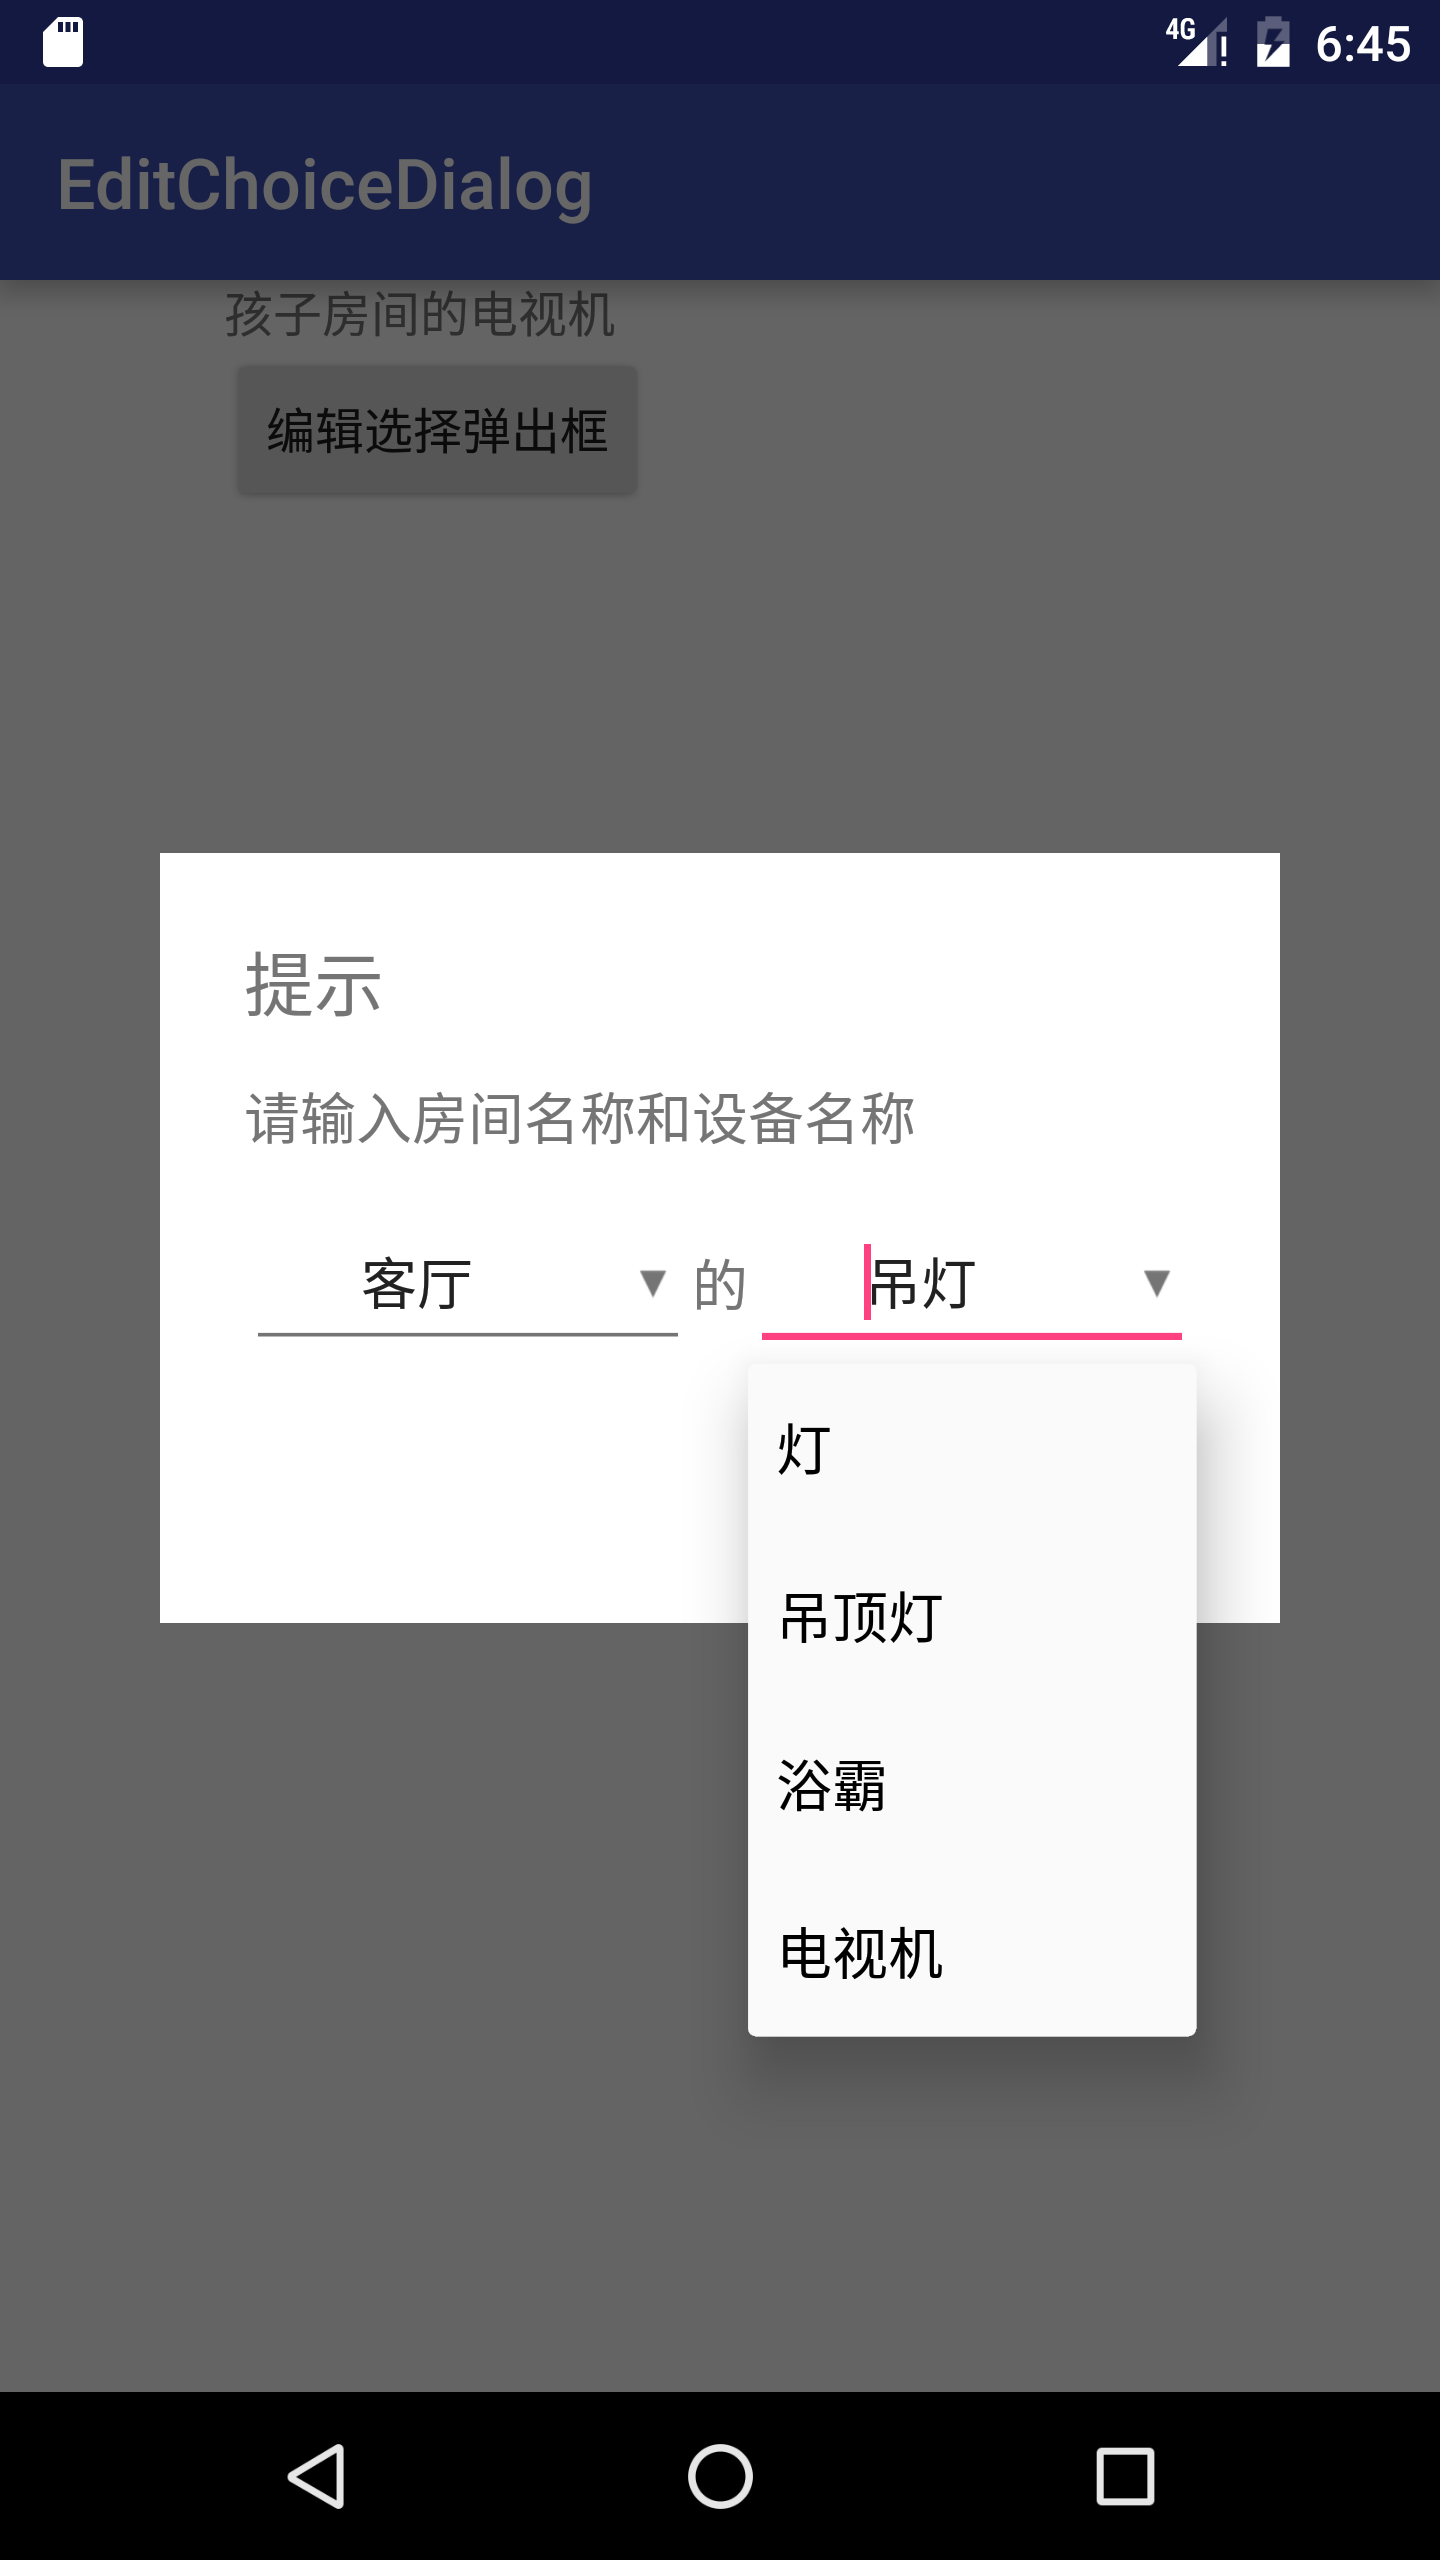 4G 6:45
EditChoiceDialog
孩子房间的电视机
编辑选择弹出框
提示
请输入房间名称和设备名称
客厅 ▼ 的 吊灯 ▼
灯
吊顶灯
浴霸
电视机